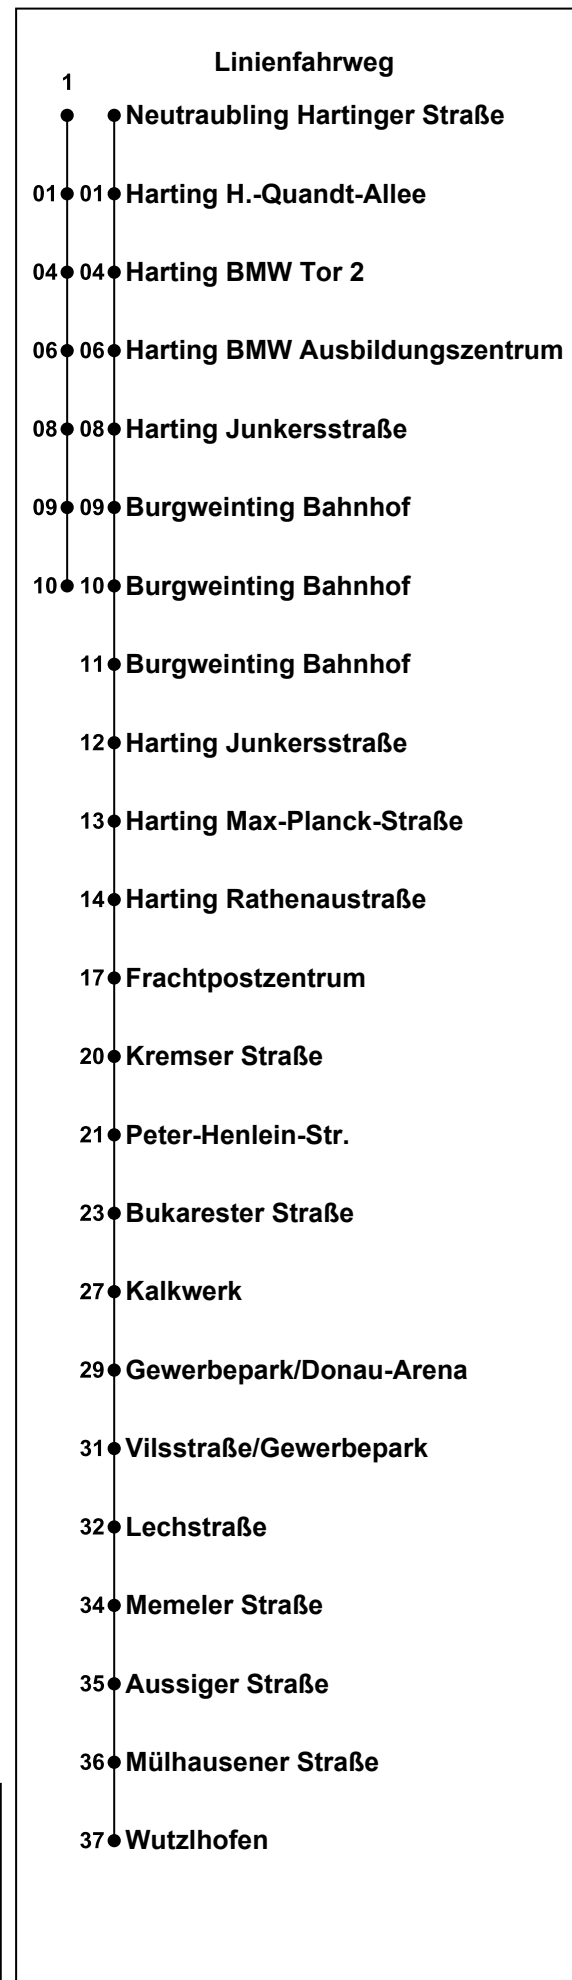 Linienfahrweg
1
Neutraubling Hartinger Straße
01 01 Harting H.-Quandt-Allee
04 04 Harting BMW Tor 2
06 06 Harting BMW Ausbildungszentrum
08 08 Harting Junkersstraße
09 09 Burgweinting Bahnhof
10 10 Burgweinting Bahnhof
11 Burgweinting Bahnhof
12 Harting Junkersstraße
13 Harting Max-Planck-Straße
14 Harting Rathenaustraße
17 Frachtpostzentrum
20 Kremser Straße
21 Peter-Henlein-Str.
23 Bukarester Straße
27 Kalkwerk
29 Gewerbepark/Donau-Arena
31 Vilsstraße/Gewerbepark
32 Lechstraße
34 Memeler Straße
35 Aussiger Straße
36 Mülhausener Straße
37 Wutzlhofen